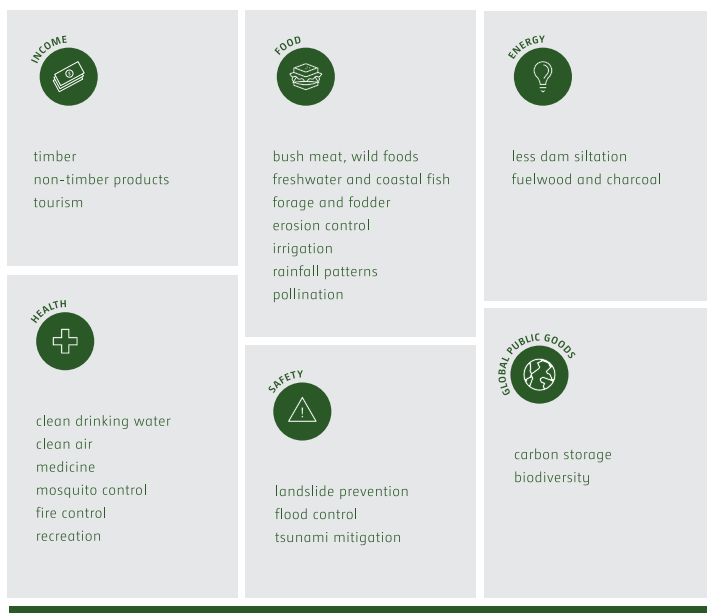 INCOME
timber
non-timber products
tourism
FOOD
bush meat, wild foods
freshwater and coastal fish
forage and fodder
erosion control
irrigation
rainfall patterns
pollination
ENERGY
less dam siltation
fuelwood and charcoal
HEALTH
clean drinking water
clean air
medicine
mosquito control
fire control
recreation
SAFETY
!
landslide prevention
flood control
tsunami mitigation
GLOBAL PUBLIC GOODS
carbon storage
biodiversity